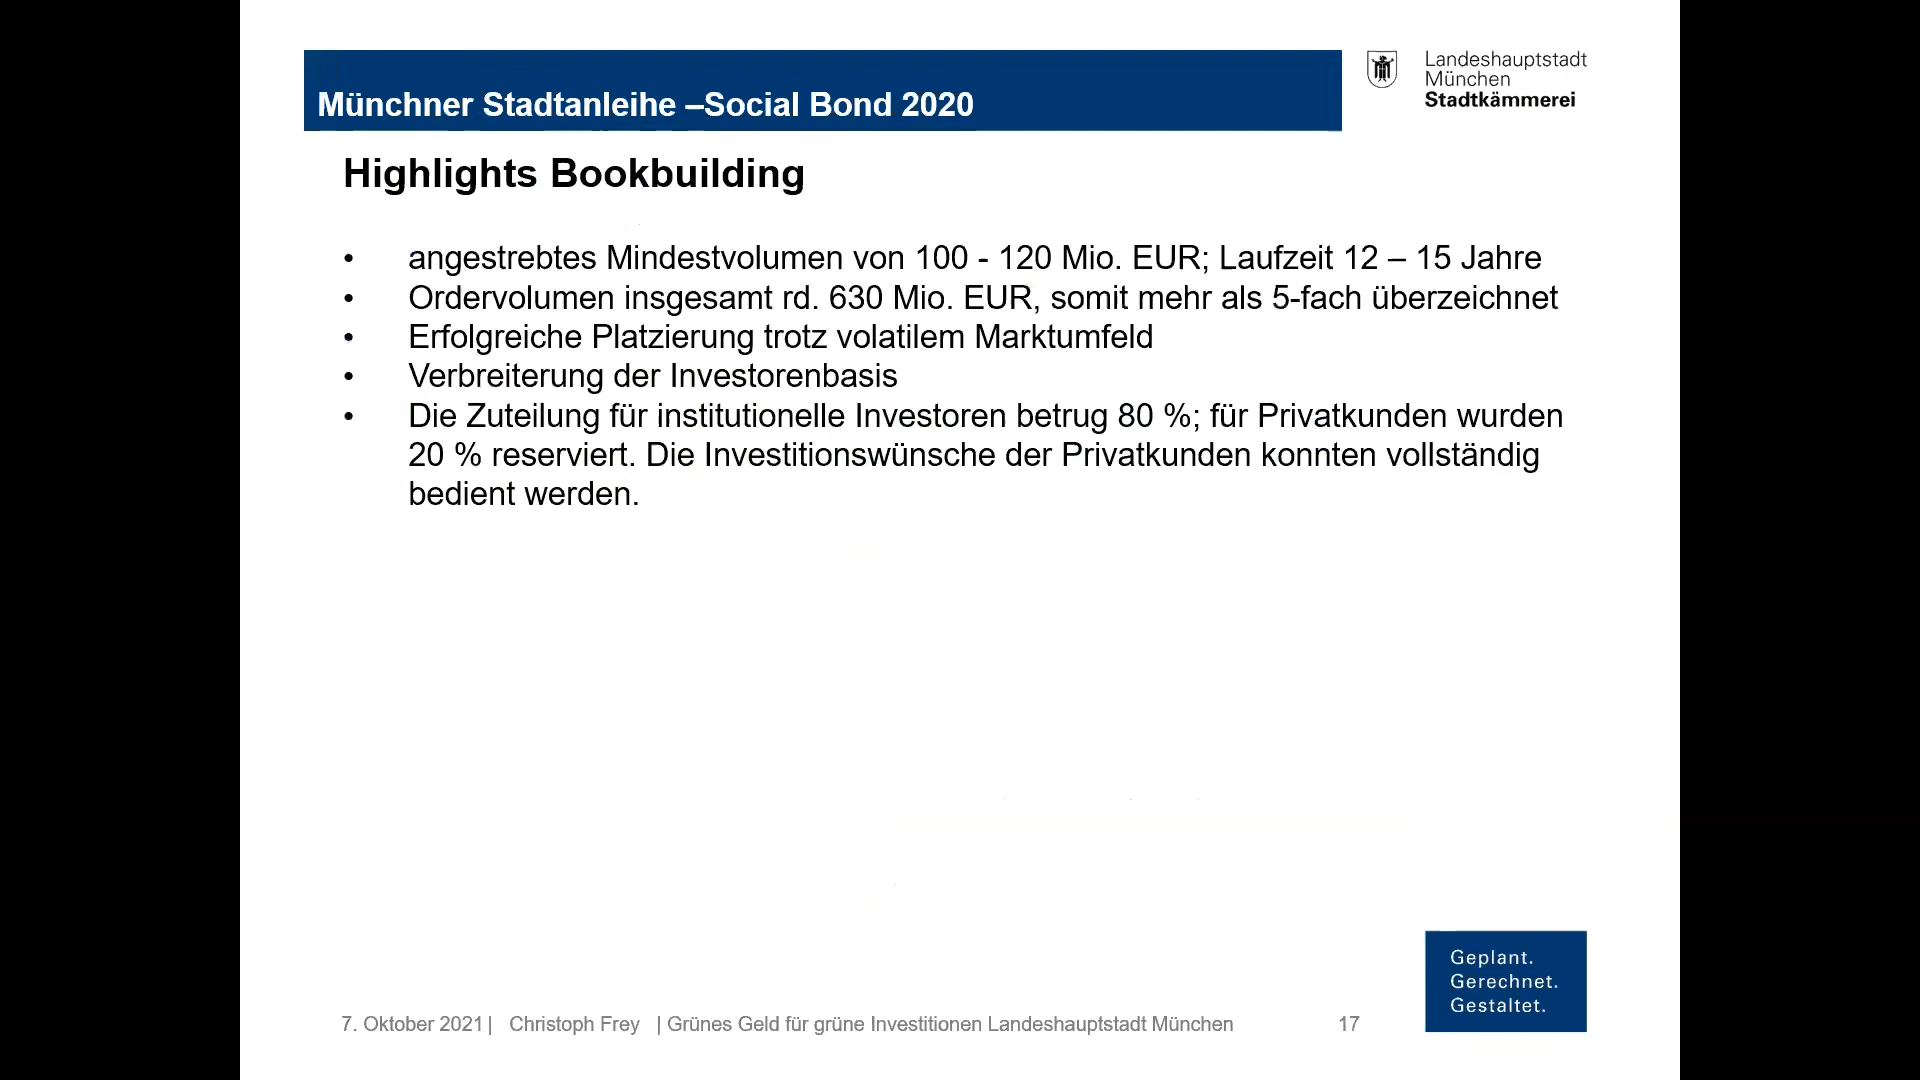 Münchner Stadtanleihe –Social Bond 2020
Landeshauptstadt
München
Stadtkämmerei
Highlights Bookbuilding
• angestrebtes Mindestvolumen von 100 - 120 Mio. EUR; Laufzeit 12 – 15 Jahre
• Ordervolumen insgesamt rd. 630 Mio. EUR, somit mehr als 5-fach überzeichnet
• Erfolgreiche Platzierung trotz volatilem Marktumfeld
• Verbreiterung der Investorenbasis
• Die Zuteilung für institutionelle Investoren betrug 80 %; für Privatkunden wurden
20 % reserviert. Die Investitionswünsche der Privatkunden konnten vollständig
bedient werden.
Geplant.
Gerechnet.
Gestaltet.
7. Oktober 2021 | Christoph Frey | Grünes Geld für grüne Investitionen Landeshauptstadt München 17